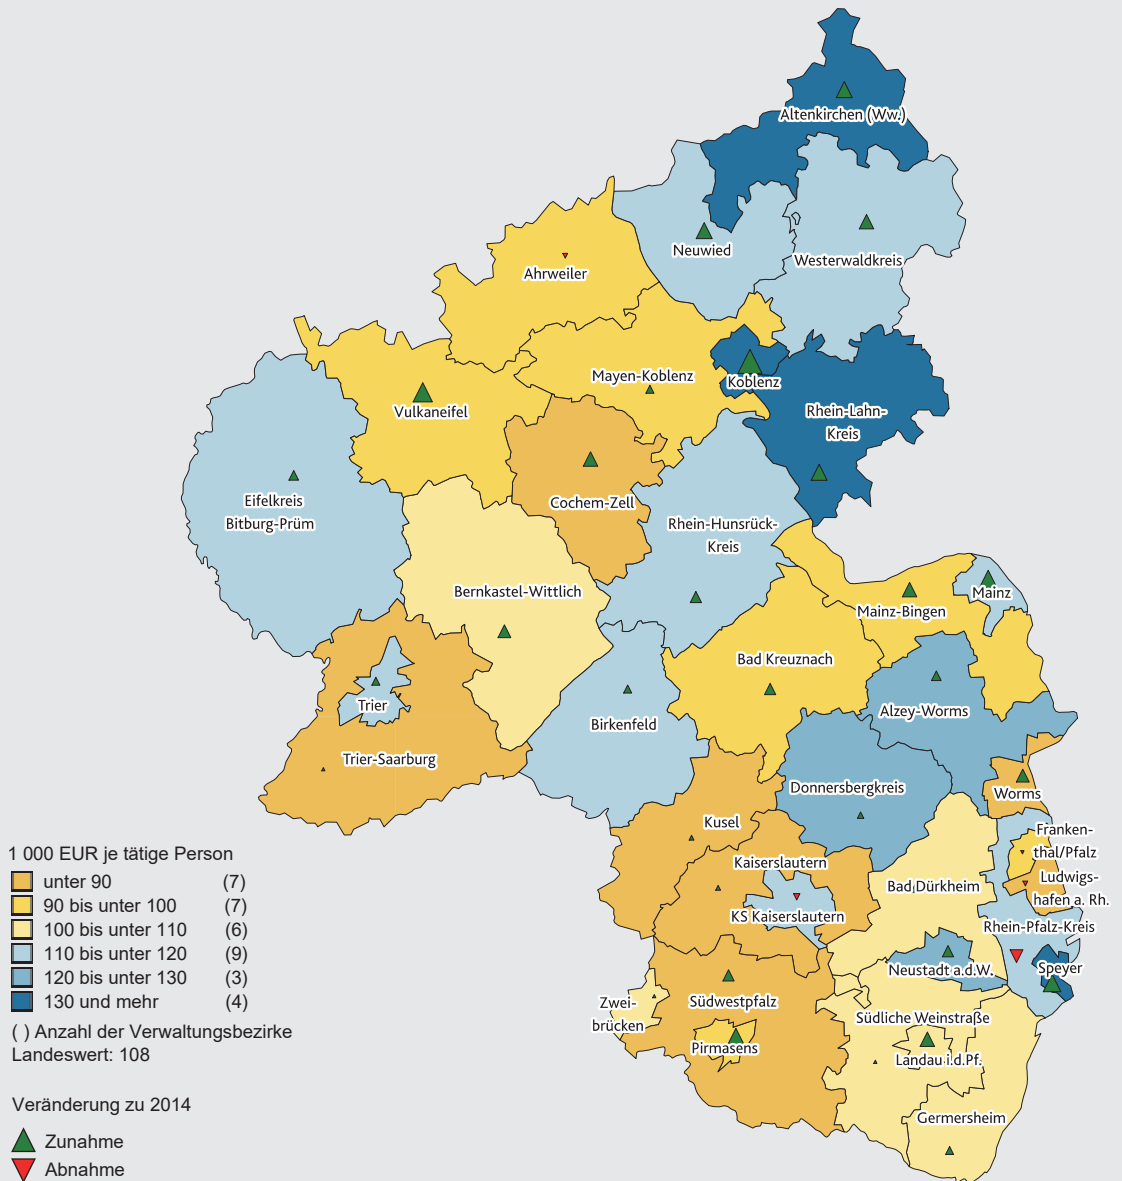 Altenkirchen (Ww.)
Neuwied
Westerwaldkreis
Ahrweiler
Mayen-Koblenz
Koblenz
Vulkaneifel
Rhein-Lahn-
Kreis
Cochem-Zell
Eifelkreis
Bitburg-Prüm
Rhein-Hunsrück-
Kreis
Bernkastel-Wittlich
Mainz
Mainz-Bingen
Bad Kreuznach
Trier
Birkenfeld
Alzey-Worms
Trier-Saarburg
Donnersbergkreis
Worms
Kusel
Franken-
thal/Pfalz
Kaiserslautern
Ludwigs-
hafen a. Rh.
Bad Dürkheim
KS Kaiserslautern
Rhein-Pfalz-Kreis
Neustadt a.d.W.
Speyer
Zwei-
brücken
Südwestpfalz
Südliche Weinstraße
Pirmasens
Landau i.d.Pf.
Germersheim
1 000 EUR je tätige Person
unter 90 (7)
90 bis unter 100 (7)
100 bis unter 110 (6)
110 bis unter 120 (9)
120 bis unter 130 (3)
130 und mehr (4)
( ) Anzahl der Verwaltungsbezirke
Landeswert: 108
Veränderung zu 2014
Zunahme
Abnahme